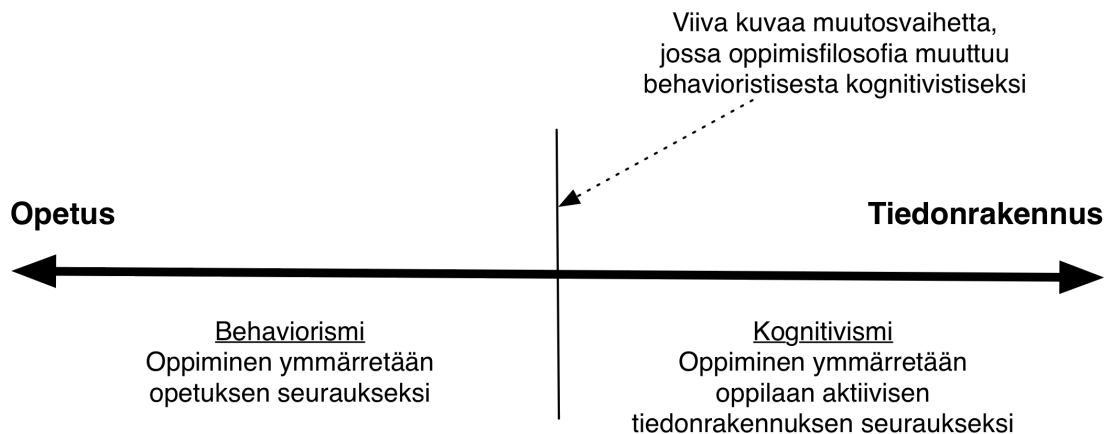 Viiva kuvaa muutosvaihetta,
jossa oppimisfilosofia muuttuu
behavioristisesta kognitivistiseksi
Opetus
Tiedonrakennus
Behaviorismi
Oppiminen ymmärretään
opetuksen seuraukseksi
Kognitivismi
Oppiminen ymmärretään
oppilaan aktiivisen
tiedonrakennuksen seuraukseksi